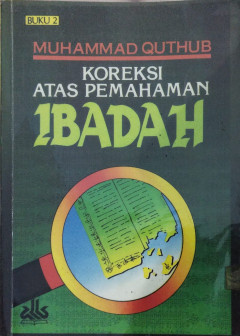 BUKU 2
MUHAMMAD QUTHUB
KOREKSI
ATAS PEMAHAMAN
IBADAH